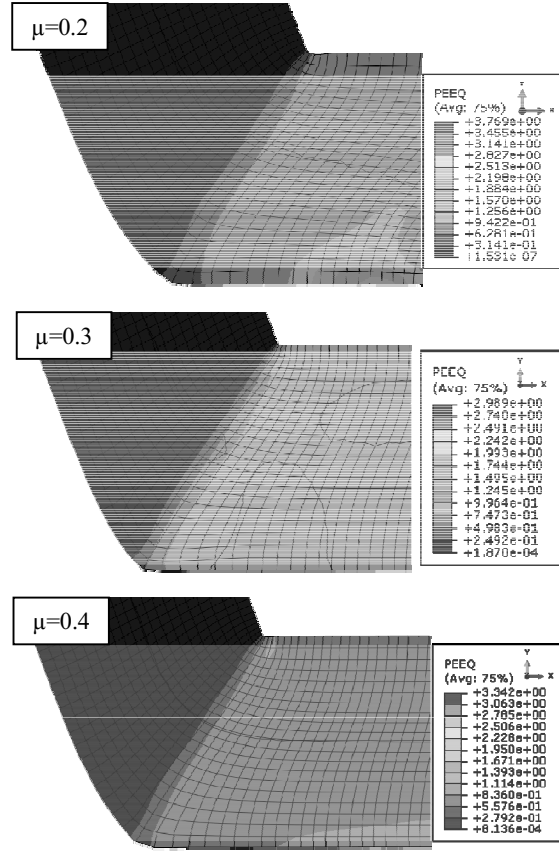 μ=0.2
PEEQ
(Avg: 75%)
+3.769e+00
+3.455e+00
+3.141e+00
+2.827e+00
+2.513e+00
+2.198e+00
+1.884e+00
+1.570e+00
+1.256e+00
+9.422e-01
+6.281e-01
+3.141e-01
+1.531e-07
Y
X
μ=0.3
PEEQ
(Avg: 75%)
+2.989e+00
+2.740e+00
+2.491e+00
+2.242e+00
+1.993e+00
+1.744e+00
+1.495e+00
+1.245e+00
+9.964e-01
+7.473e-01
+4.983e-01
+2.492e-01
+1.870e-04
Y
X
μ=0.4
PEEQ
(Avg: 75%)
+3.342e+00
+3.063e+00
+2.785e+00
+2.506e+00
+2.228e+00
+1.950e+00
+1.671e+00
+1.393e+00
+1.114e+00
+8.360e-01
+5.576e-01
+2.792e-01
+8.136e-04
Y
X